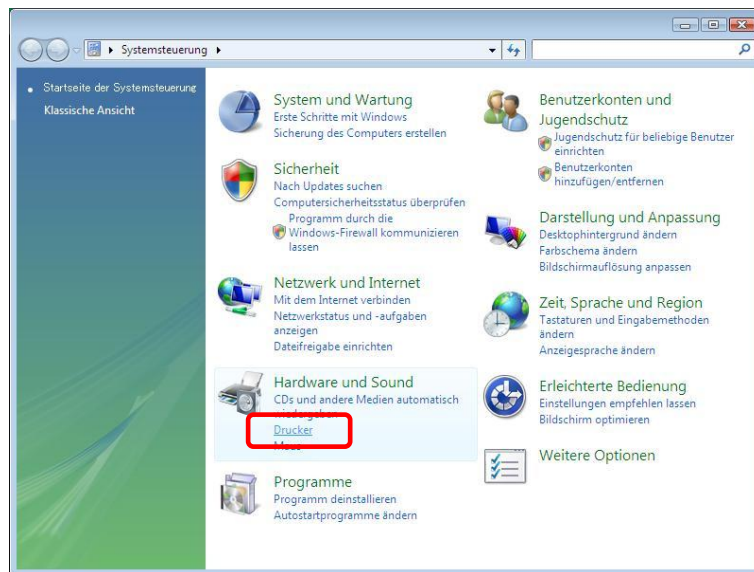 Systemsteuerung
Startseite der Systemsteuerung
Klassische Ansicht
System und Wartung
Erste Schritte mit Windows
Sicherung des Computers erstellen
Sicherheit
Nach Updates suchen
Computersicherheitsstatus überprüfen
Programm durch die
Windows-Firewall kommunizieren
lassen
Netzwerk und Internet
Mit dem Internet verbinden
Netzwerkstatus und -aufgaben
anzeigen
Dateifreigabe einrichten
Hardware und Sound
CDs und andere Medien automatisch
wiedergeben
Drucker
Maus
Programme
Programm deinstallieren
Autostartprogramme ändern
Benutzerkonten und
Jugendschutz
Jugendschutz für beliebige Benutzer
einrichten
Benutzerkonten
hinzufügen/entfernen
Darstellung und Anpassung
Desktophintergrund ändern
Farbschema ändern
Bildschirmauflösung anpassen
Zeit, Sprache und Region
Tastaturen und Eingabemethoden
ändern
Anzeigesprache ändern
Erleichterte Bedienung
Einstellungen empfehlen lassen
Bildschirm optimieren
Weitere Optionen